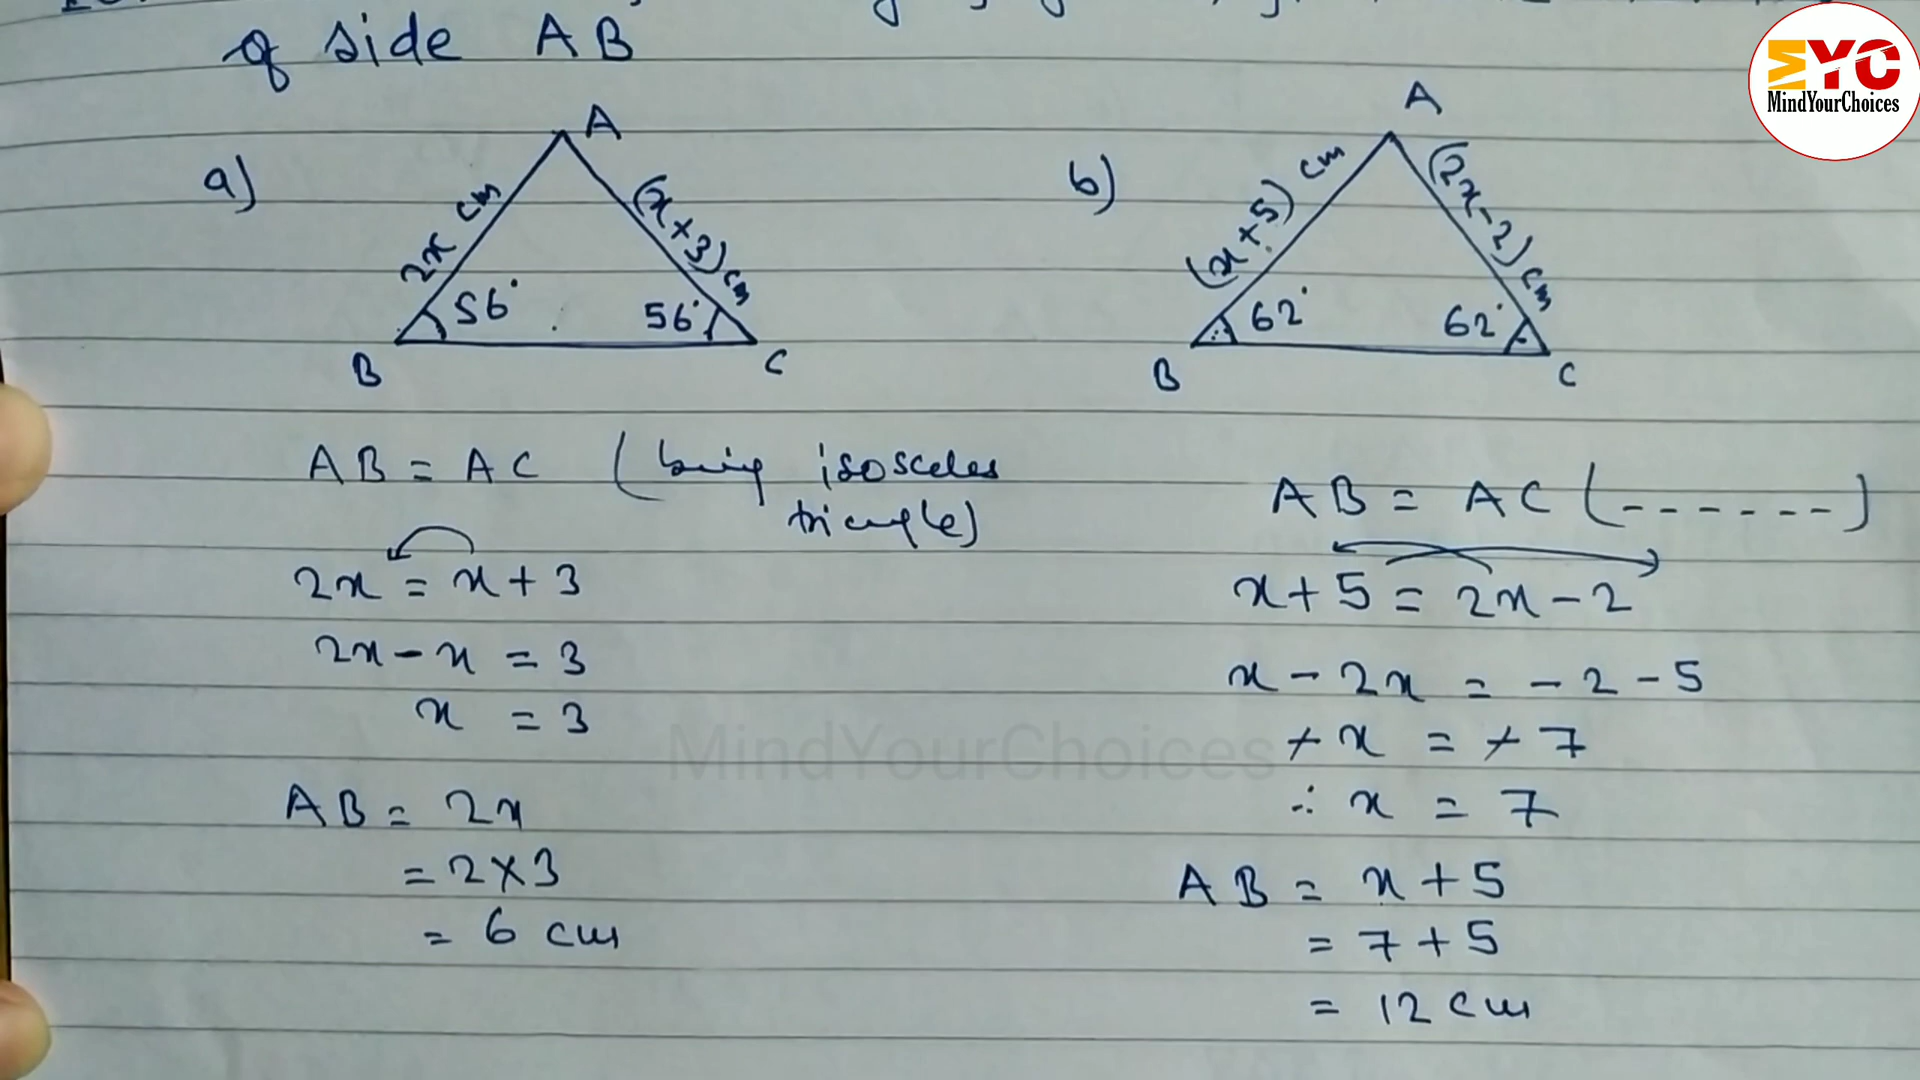 of side AB
MYC
MindYourChoices
a)
A
2x cm
(x+3) cm
56°
56°
B
C
AB = AC (being isosceles
triangle)
2x = x + 3
2x - x = 3
x = 3
AB = 2x
= 2 × 3
= 6 cm
b)
A
(x+5) cm
(2x-2) cm
62°
62°
B
C
AB = AC (------)
x + 5 = 2x - 2
x - 2x = -2 - 5
-x = -7
∴ x = 7
AB = x + 5
= 7 + 5
= 12 cm
MindYourChoices